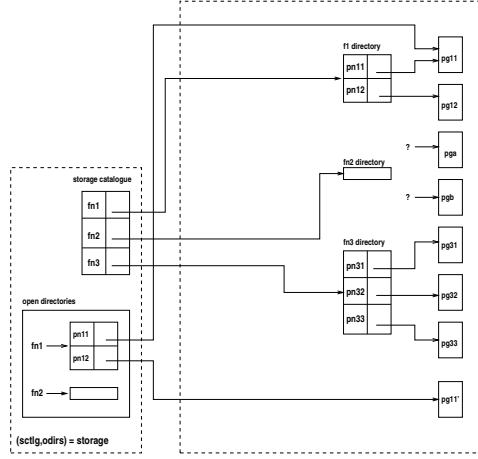 storage catalogue
fn1
fn2
fn3
open directories
fn1
pn11
pn12
fn2
(sctlg,odirs) = storage
f1 directory
pn11
pn12
fn2 directory
fn3 directory
pn31
pn32
pn33
pg11
pg12
? pga
? pgb
pg31
pg32
pg33
pg11'